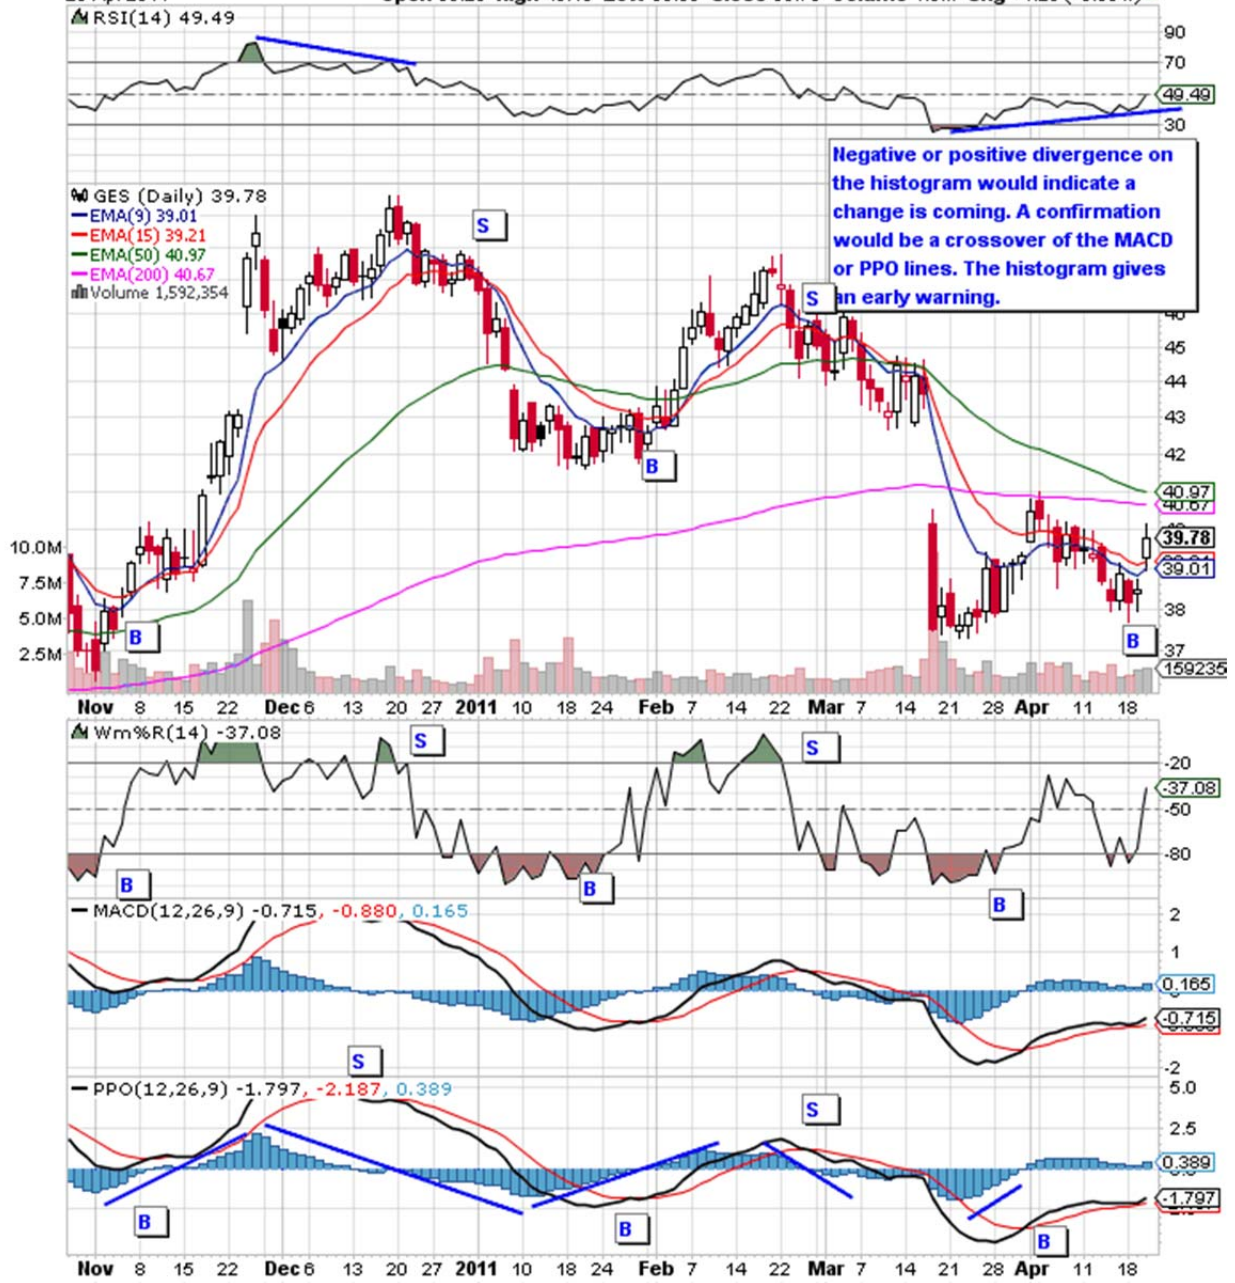 RSI(14) 49.49
90
70
49.49
30
Negative or positive divergence on
the histogram would indicate a
change is coming. A confirmation
would be a crossover of the MACD
or PPO lines. The histogram gives
an early warning.
GES (Daily) 39.78
EMA(9) 39.01
EMA(15) 39.21
EMA(50) 40.97
EMA(200) 40.67
Volume 1,592,354
S
S
46
45
44
43
42
B
40.97
40.67
39.78
10.0M
39.01
7.5M
38
5.0M
B
B
37
2.5M
159235
Nov 8 15 22 Dec 6 13 20 27 2011 10 18 24 Feb 7 14 22 Mar 7 14 21 28 Apr 11 18
Wm%R(14) -37.08
S
S
-20
-37.08
-50
-80
B
B
B
MACD(12,26,9) -0.715, -0.880, 0.165
2
1
0.165
-0.715
-2
S
PPO(12,26,9) -1.797, -2.187, 0.389
5.0
S
2.5
0.389
-1.797
B
B
B
Nov 8 15 22 Dec 6 13 20 27 2011 10 18 24 Feb 7 14 22 Mar 7 14 21 28 Apr 11 18